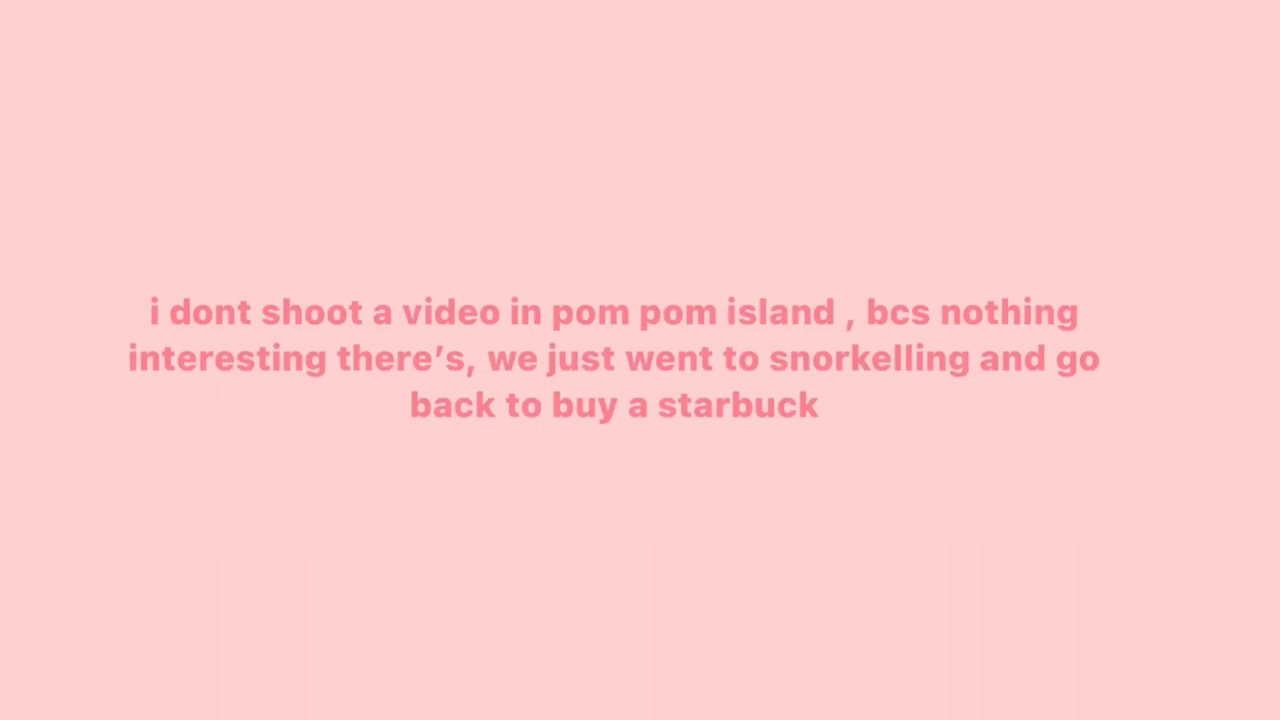 i dont shoot a video in pom pom island , bcs nothing
interesting there’s, we just went to snorkelling and go
back to buy a starbuck